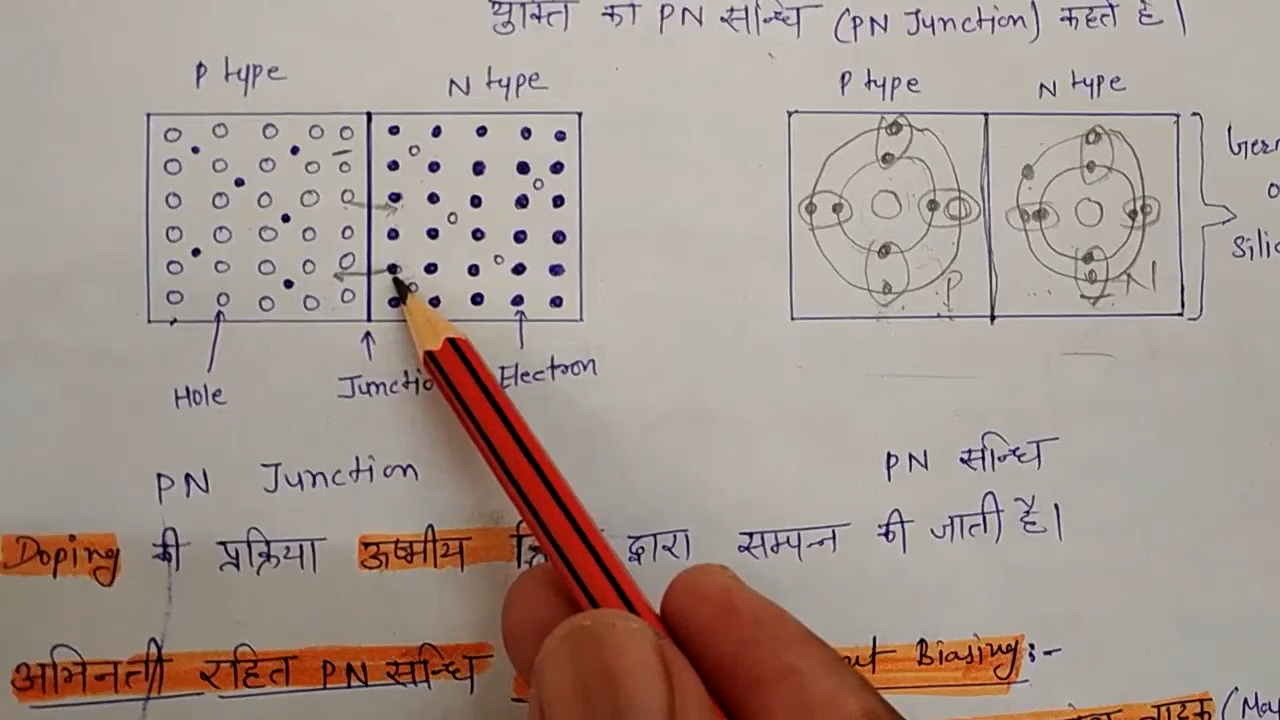 युक्ति को PN सन्धि (PN Junction) कहते है।
P type
N type
P type
N type
P
N
Hole
Electron
PN Junction
PN सन्धि
Doping की प्रक्रिया ऊष्मीय द्वारा सम्पन्न की जाती है।
अभिनती रहित PN सन्धि Biasing :-